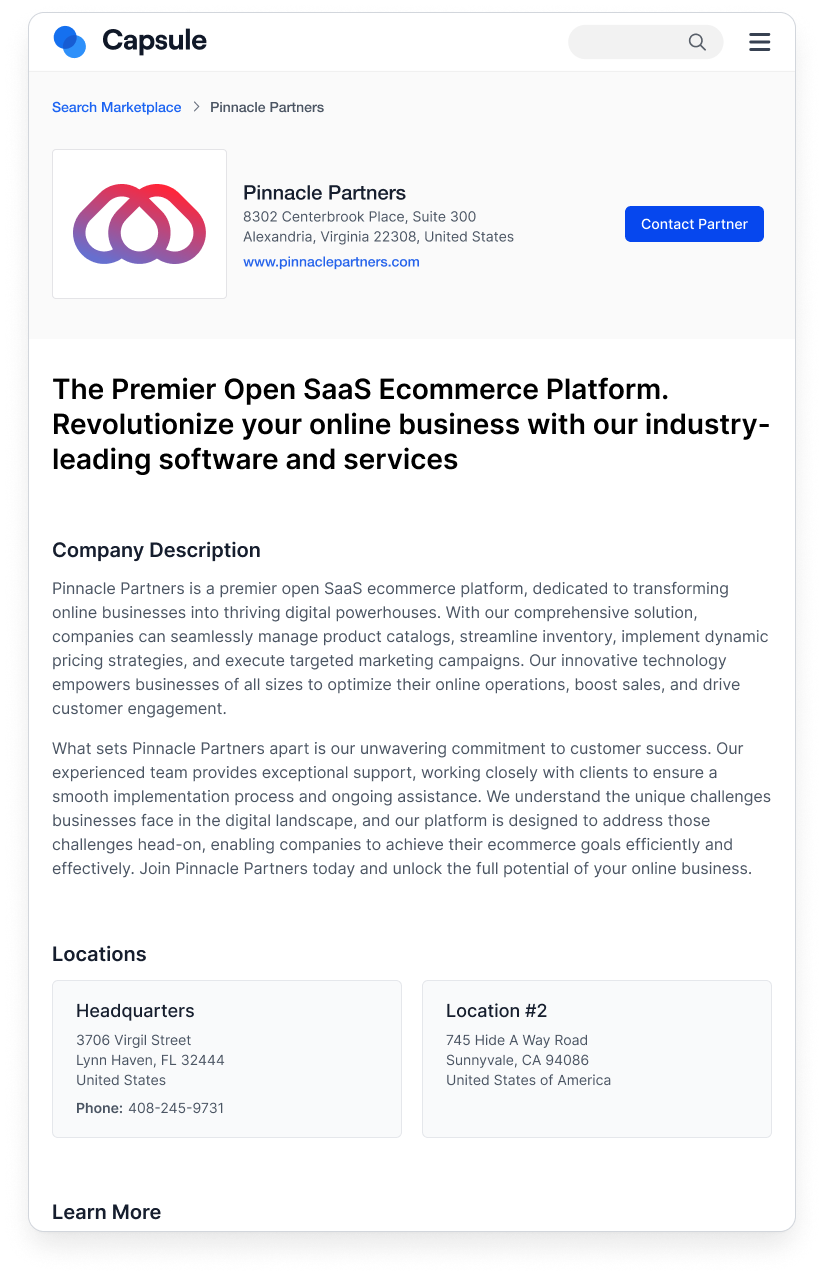 Capsule
Search Marketplace > Pinnacle Partners
Pinnacle Partners
8302 Centerbrook Place, Suite 300
Alexandria, Virginia 22308, United States
www.pinnaclepartners.com
Contact Partner
The Premier Open SaaS Ecommerce Platform.
Revolutionize your online business with our industry-
leading software and services
Company Description
Pinnacle Partners is a premier open SaaS ecommerce platform, dedicated to transforming
online businesses into thriving digital powerhouses. With our comprehensive solution,
companies can seamlessly manage product catalogs, streamline inventory, implement dynamic
pricing strategies, and execute targeted marketing campaigns. Our innovative technology
empowers businesses of all sizes to optimize their online operations, boost sales, and drive
customer engagement.
What sets Pinnacle Partners apart is our unwavering commitment to customer success. Our
experienced team provides exceptional support, working closely with clients to ensure a
smooth implementation process and ongoing assistance. We understand the unique challenges
businesses face in the digital landscape, and our platform is designed to address those
challenges head-on, enabling companies to achieve their ecommerce goals efficiently and
effectively. Join Pinnacle Partners today and unlock the full potential of your online business.
Locations
Headquarters
3706 Virgil Street
Lynn Haven, FL 32444
United States
Phone: 408-245-9731
Location #2
745 Hide A Way Road
Sunnyvale, CA 94086
United States of America
Learn More